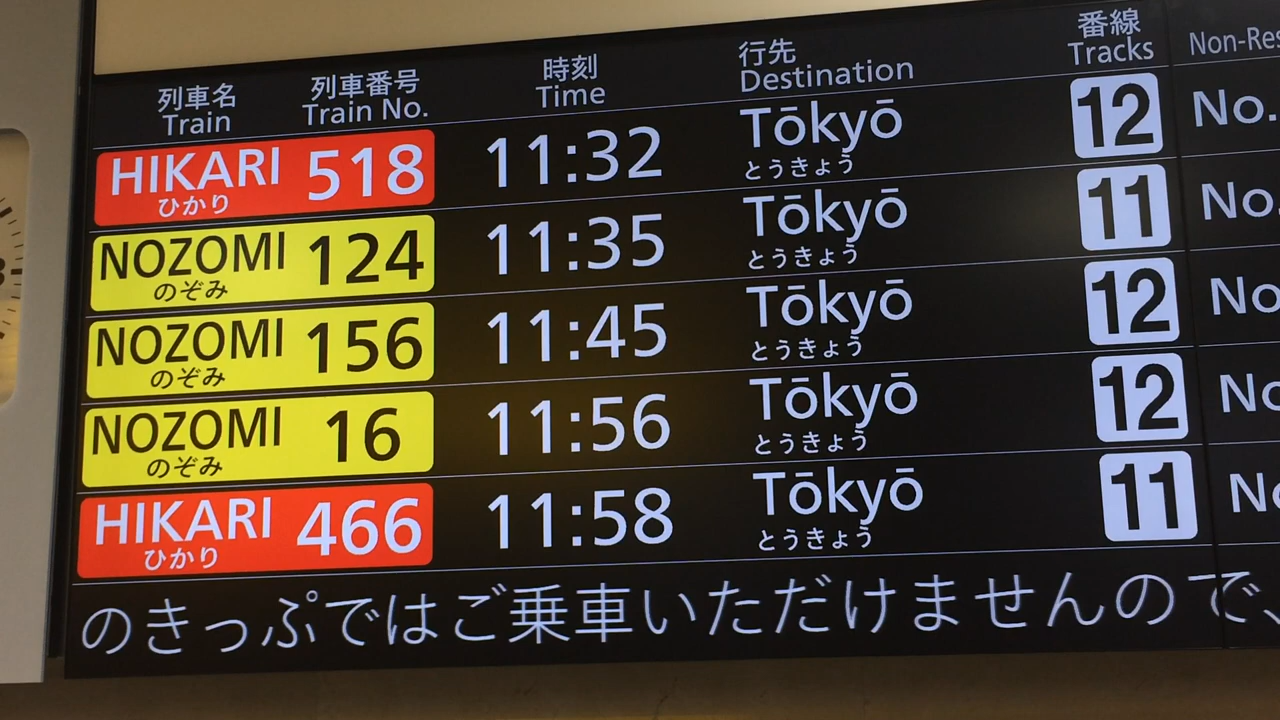 列車名 列車番号 時刻 行先 番線
Train Train No. Time Destination Tracks
HIKARI 518 11:32 Tōkyō 12 No.
ひかり とうきょう
NOZOMI 124 11:35 Tōkyō 11 No
のぞみ とうきょう
NOZOMI 156 11:45 Tōkyō 12 No
のぞみ とうきょう
NOZOMI 16 11:56 Tōkyō 12 No
のぞみ とうきょう
HIKARI 466 11:58 Tōkyō 11
ひかり とうきょう
のきっぷではご乗車いただけませんので、